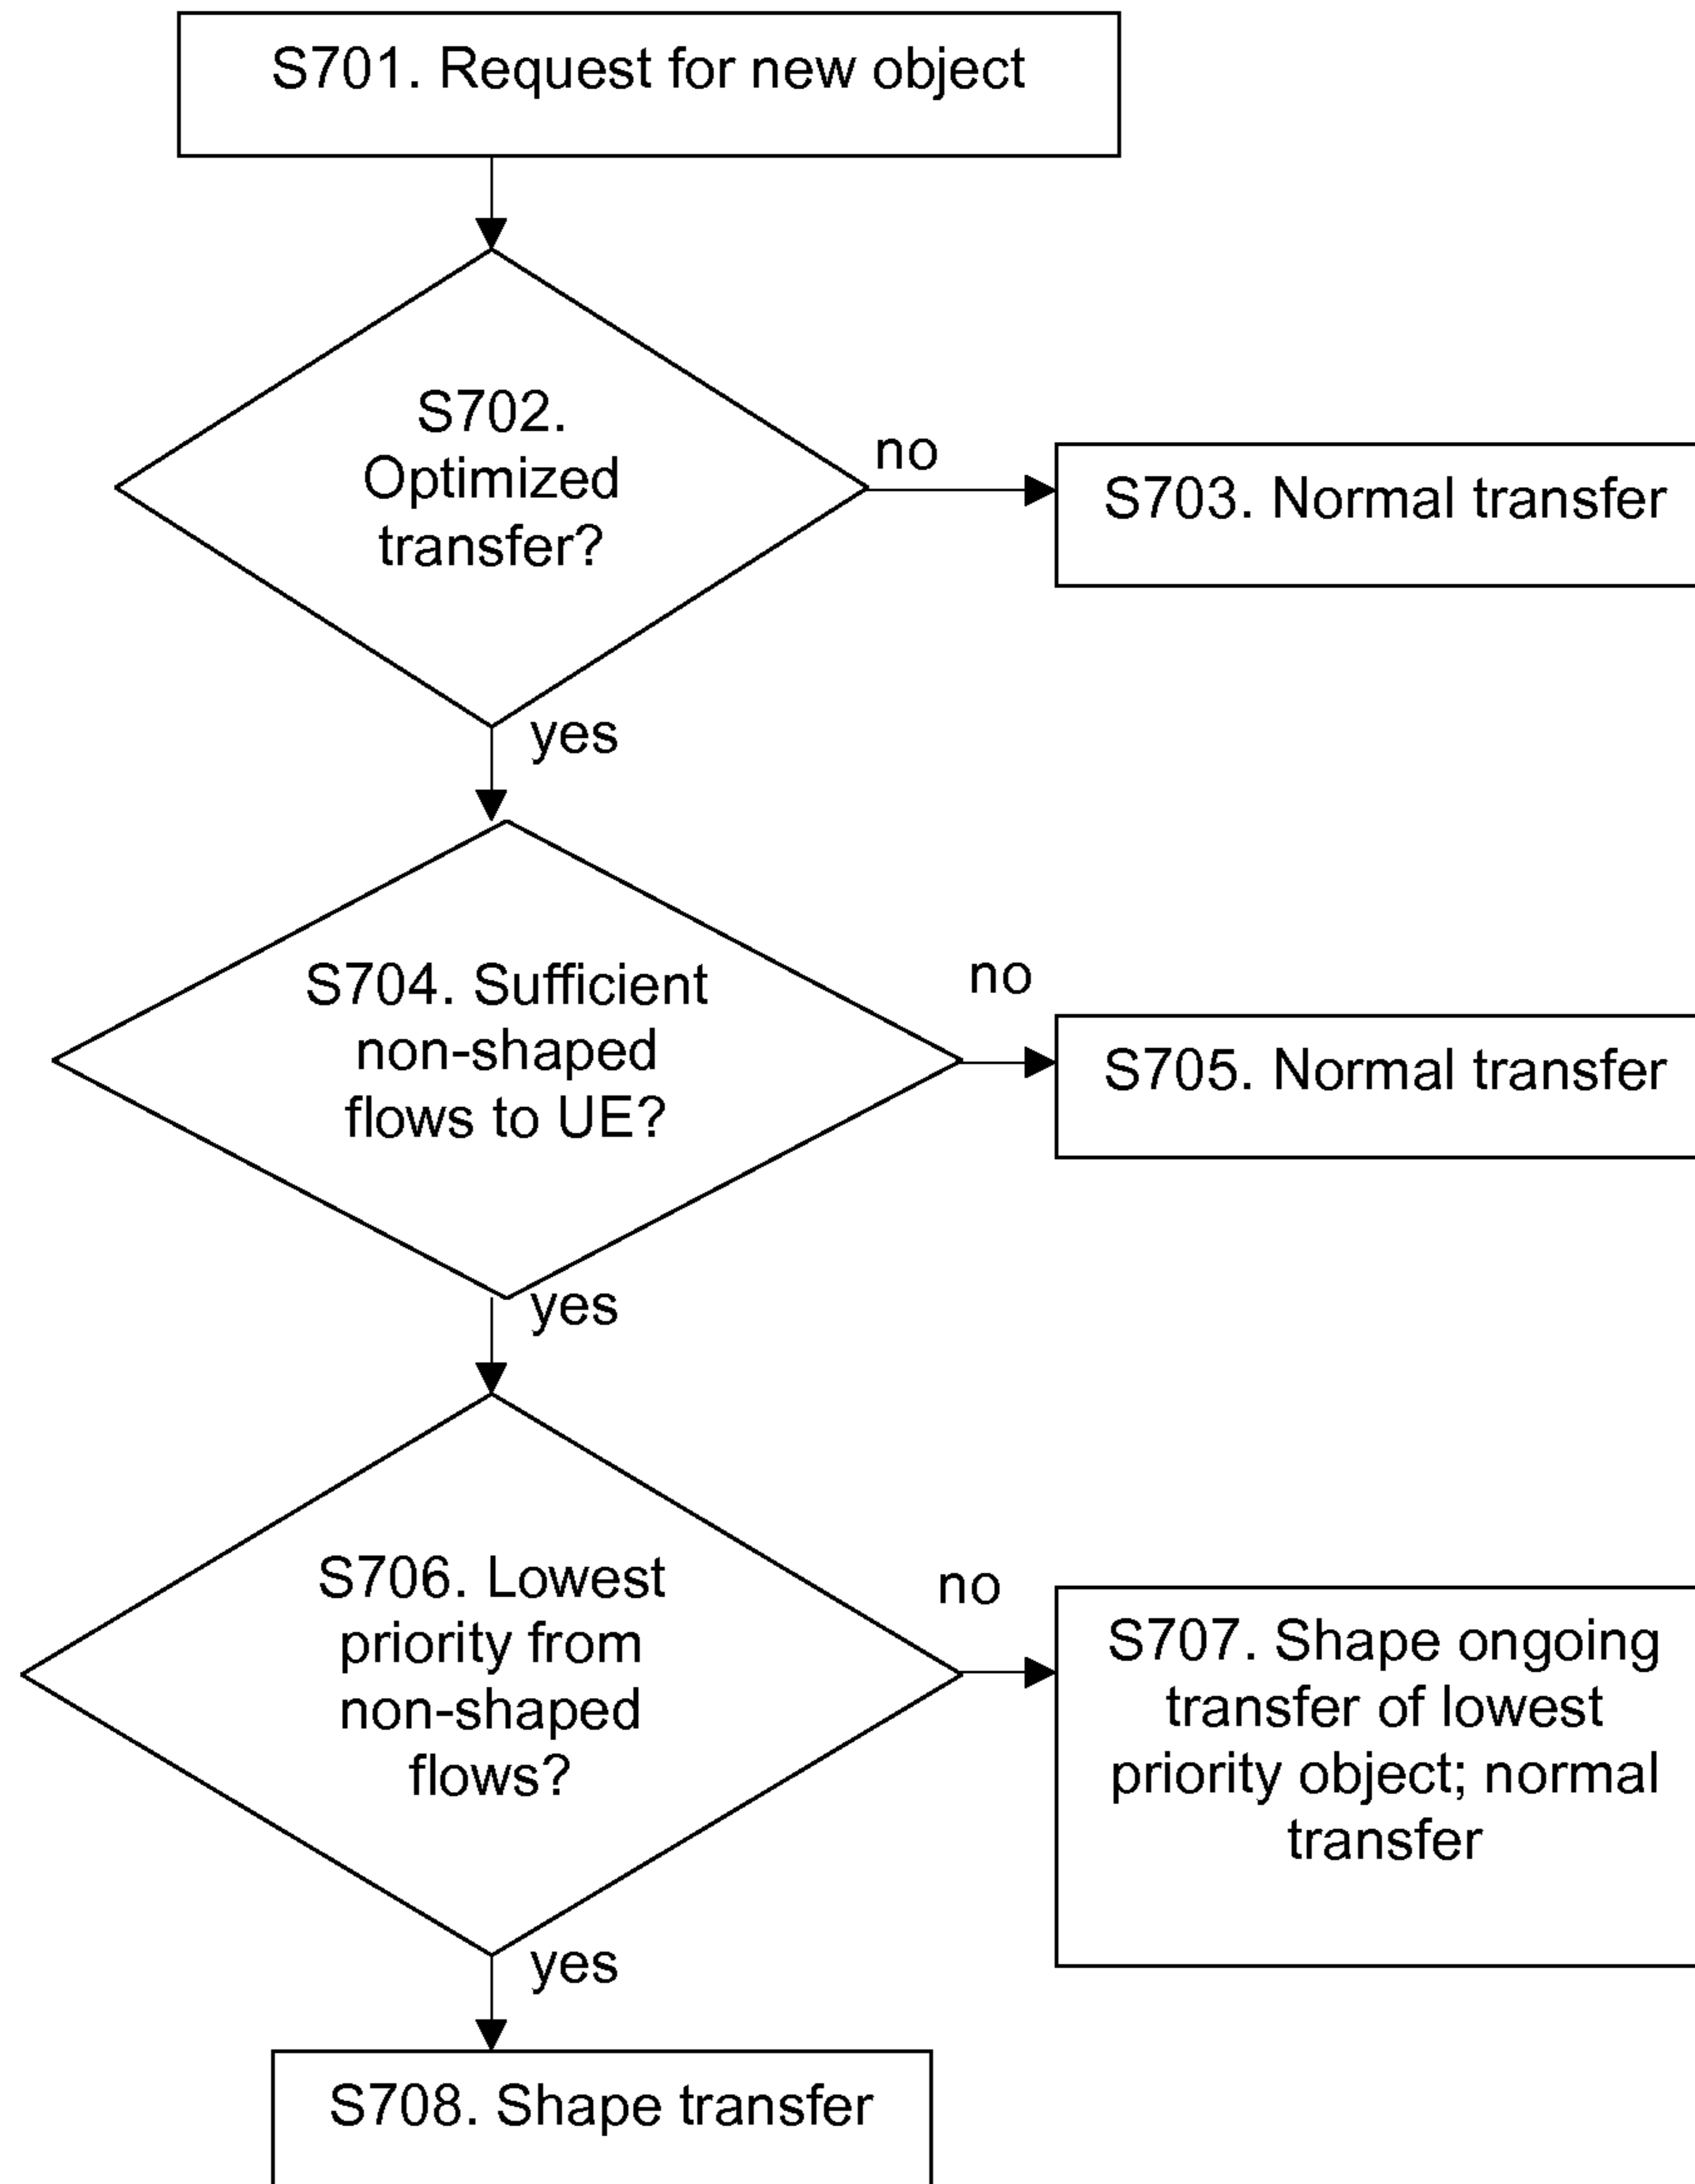 S701. Request for new object
S702.
Optimized
transfer?
no
S703. Normal transfer
yes
S704. Sufficient
non-shaped
flows to UE?
no
S705. Normal transfer
yes
S706. Lowest
priority from
non-shaped
flows?
no
S707. Shape ongoing
transfer of lowest
priority object; normal
transfer
yes
S708. Shape transfer